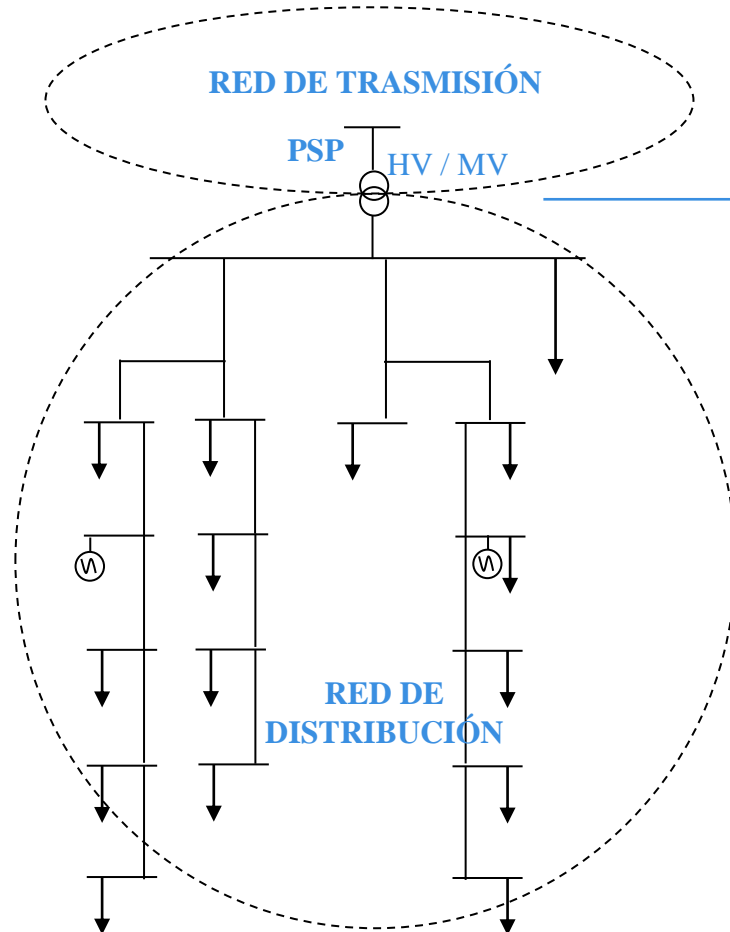 RED DE TRASMISIÓN
PSP
HV / MV
RED DE
DISTRIBUCIÓN